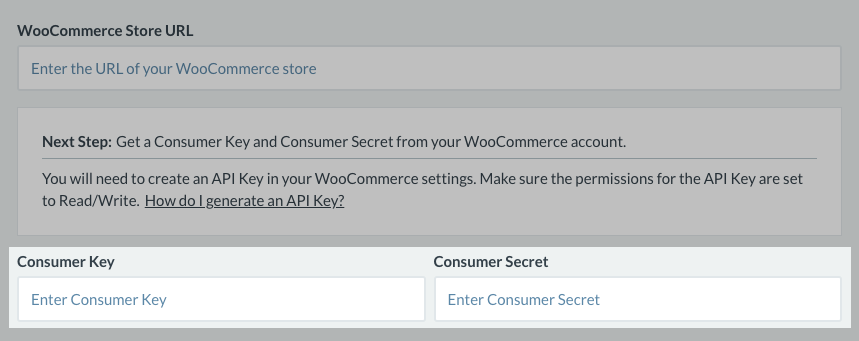 WooCommerce Store URL
Enter the URL of your WooCommerce store
Next Step: Get a Consumer Key and Consumer Secret from your WooCommerce account.
You will need to create an API Key in your WooCommerce settings. Make sure the permissions for the API Key are set
to Read/Write. How do I generate an API Key?
Consumer Key Consumer Secret
Enter Consumer Key Enter Consumer Secret